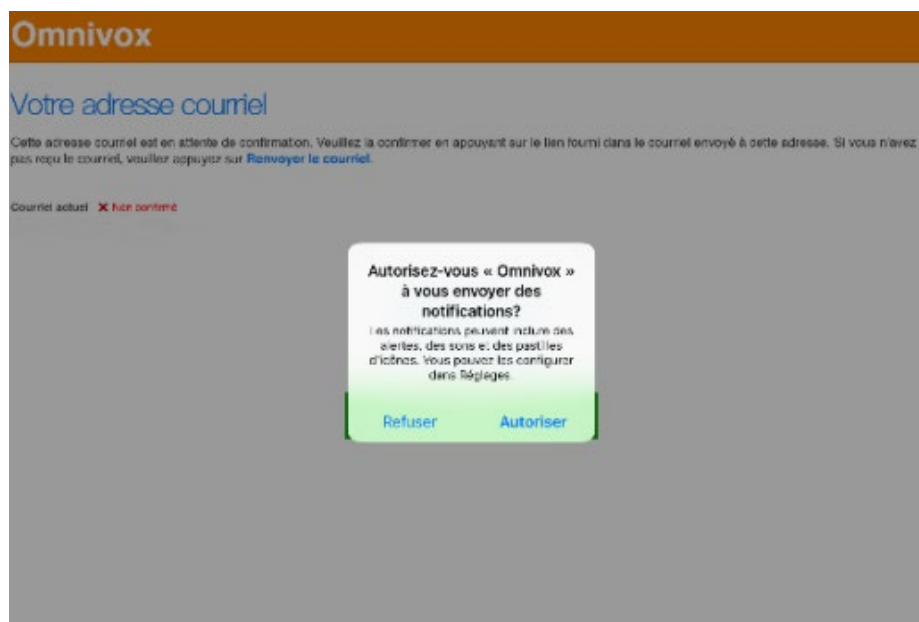 Omnivox
Votre adresse courriel
Cette adresse courriel est en attente de confirmation. Veuillez la confirmer en appuyant sur le lien fourni dans le courriel envoyé à cette adresse. Si vous n'avez
pas reçu le courriel, veuillez appuyer sur Renvoyer le courriel.
Courriel actuel ✕ Non confirmé
Autorisez-vous « Omnivox »
à vous envoyer des
notifications?
Les notifications peuvent inclure des
alertes, des sons et des pastilles
d'icônes. Vous pouvez les configurer
dans Réglages.
Refuser Autoriser